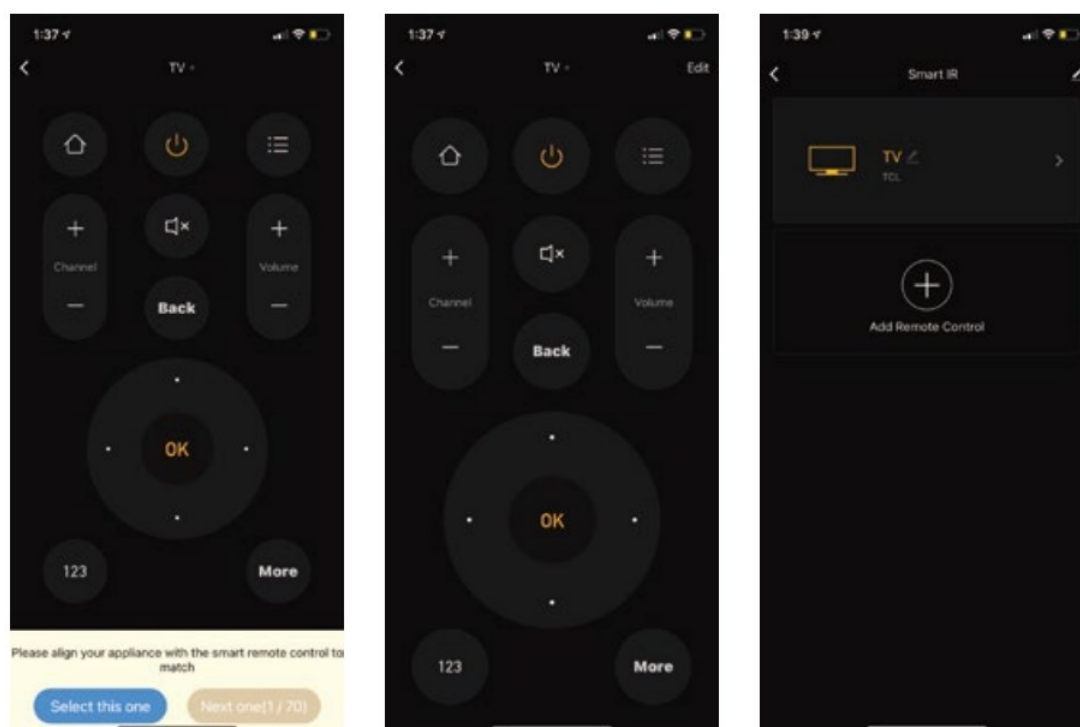 1:37
TV
Channel
Volume
Back
OK
123
More
Please align your appliance with the smart remote control to
match
Select this one
Next one(1 / 70)
1:37
TV
Edit
Channel
Volume
Back
OK
123
More
1:39
Smart IR
TV
TCL
Add Remote Control